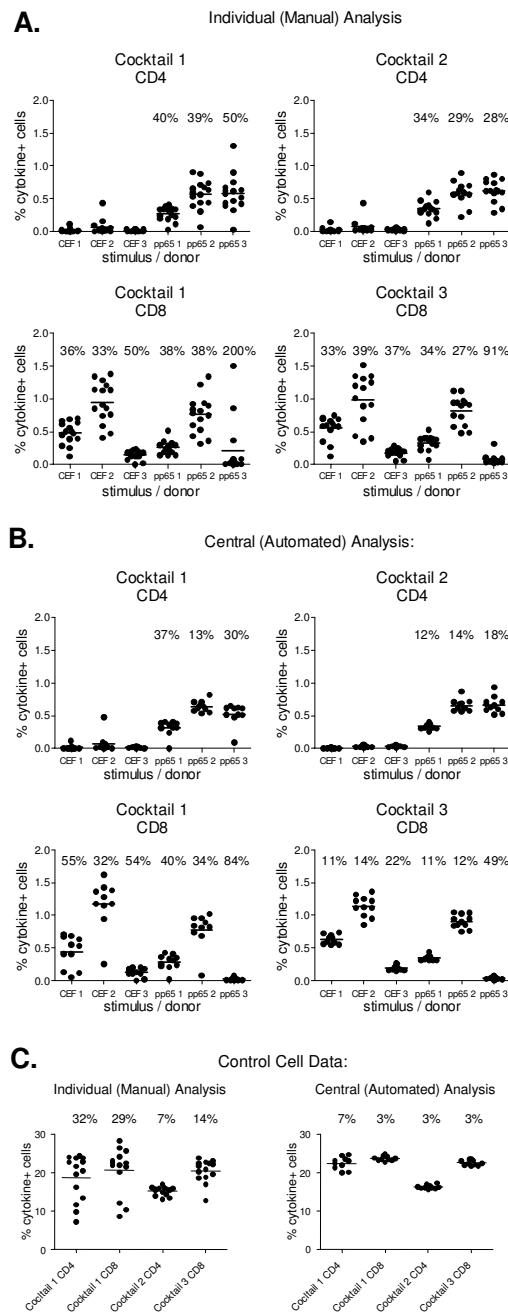 A.
Individual (Manual) Analysis
Cocktail 1
CD4
% cytokine+ cells
2.0
1.5
1.0
0.5
0.0
40% 39% 50%
CEF 1 CEF 2 CEF 3 pp65 1 pp65 2 pp65 3
stimulus / donor
Cocktail 2
CD4
% cytokine+ cells
2.0
1.5
1.0
0.5
0.0
34% 29% 28%
CEF 1 CEF 2 CEF 3 pp65 1 pp65 2 pp65 3
stimulus / donor
Cocktail 1
CD8
% cytokine+ cells
2.0
1.5
1.0
0.5
0.0
36% 33% 50% 38% 38% 200%
CEF 1 CEF 2 CEF 3 pp65 1 pp65 2 pp65 3
stimulus / donor
Cocktail 3
CD8
% cytokine+ cells
2.0
1.5
1.0
0.5
0.0
33% 39% 37% 34% 27% 91%
CEF 1 CEF 2 CEF 3 pp65 1 pp65 2 pp65 3
stimulus / donor
B.
Central (Automated) Analysis:
Cocktail 1
CD4
% cytokine+ cells
2.0
1.5
1.0
0.5
0.0
37% 13% 30%
CEF 1 CEF 2 CEF 3 pp65 1 pp65 2 pp65 3
stimulus / donor
Cocktail 2
CD4
% cytokine+ cells
2.0
1.5
1.0
0.5
0.0
12% 14% 18%
CEF 1 CEF 2 CEF 3 pp65 1 pp65 2 pp65 3
stimulus / donor
Cocktail 1
CD8
% cytokine+ cells
2.0
1.5
1.0
0.5
0.0
55% 32% 54% 40% 34% 84%
CEF 1 CEF 2 CEF 3 pp65 1 pp65 2 pp65 3
stimulus / donor
Cocktail 3
CD8
% cytokine+ cells
2.0
1.5
1.0
0.5
0.0
11% 14% 22% 11% 12% 49%
CEF 1 CEF 2 CEF 3 pp65 1 pp65 2 pp65 3
stimulus / donor
C.
Control Cell Data:
Individual (Manual) Analysis
% cytokine+ cells
30
20
10
0
32% 29% 7% 14%
Cocltail 1 CD4
Cocktail 1 CD8
Cocktail 2 CD4
Cocktail 3 CD8
Central (Automated) Analysis
% cytokine+ cells
30
20
10
0
7% 3% 3% 3%
Cocltail 1 CD4
Cocktail 1 CD8
Cocktail 2 CD4
Cocktail 3 CD8